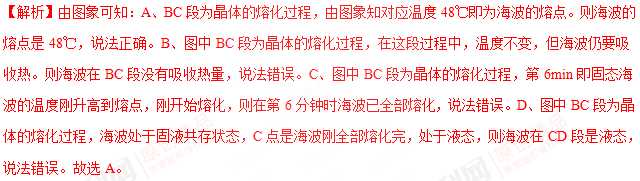 【解析】由图象可知：A、BC 段为晶体的熔化过程，由图象知对应温度 48℃即为海波的熔点。则海波的
熔点是 48℃，说法正确。B、图中 BC 段为晶体的熔化过程，在这段过程中，温度不变，但海波仍要吸
收热。则海波在 BC 段没有吸收热量，说法错误。C、图中 BC 段为晶体的熔化过程，第 6min 即固态海
波的温度刚升高到熔点，刚开始熔化，则在第 6 分钟时海波已全部熔化，说法错误。D、图中 BC 段为晶
体的熔化过程，海波处于固液共存状态，C 点是海波刚全部熔化完，处于液态，则海波在 CD 段是液态，
说法错误。故选 A。